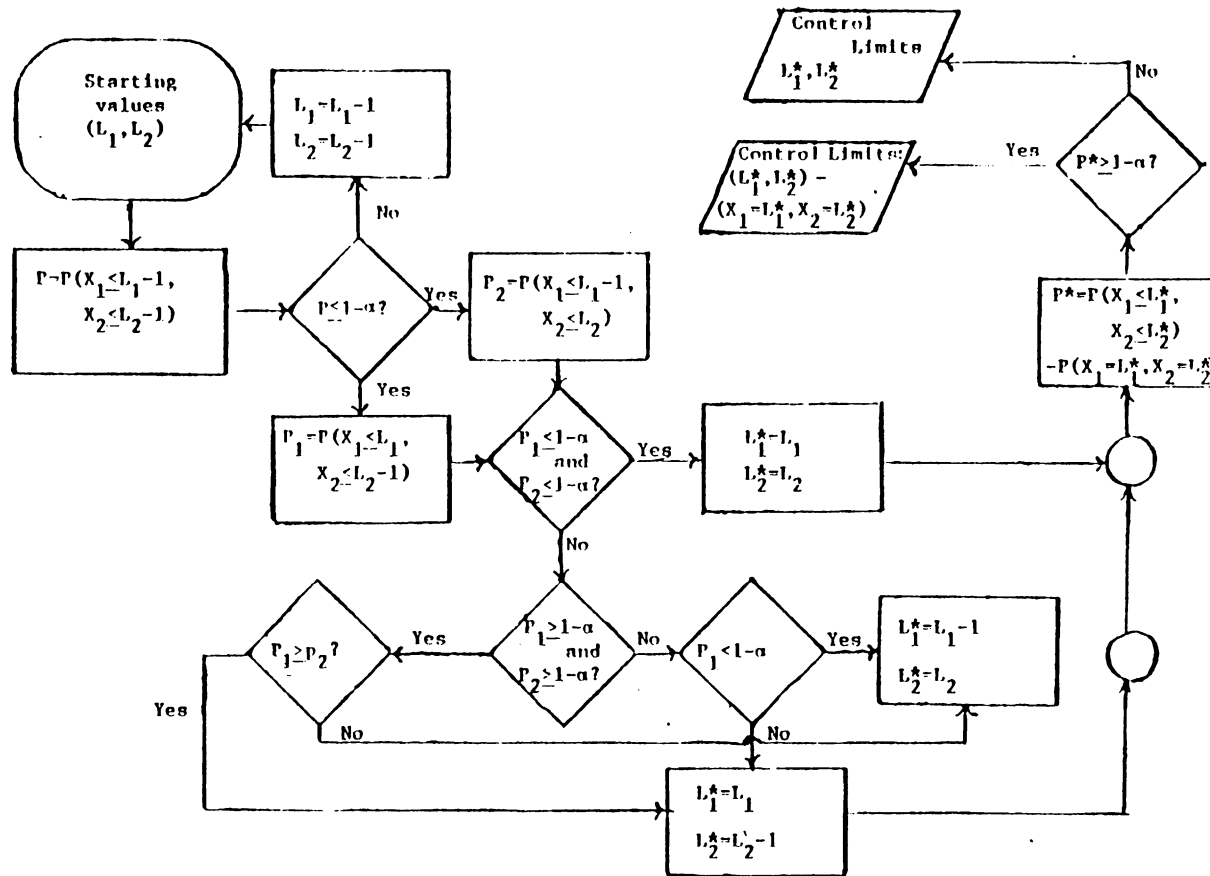 Starting
values
(L₁,L₂)
L₁=L₁-1
L₂=L₂-1
No
P=P(X₁≤L₁-1,
X₂≤L₂-1)
P≤1-α?
Yes
P₂=P(X₁≤L₁-1,
X₂≤L₂)
Yes
P₁=P(X₁≤L₁,
X₂≤L₂-1)
P₁≤1-α
and
P₂≤1-α?
Yes
L₁*=L₁
L₂*=L₂
No
P₁≥1-α
and
P₂≥1-α?
Yes
P₁≥P₂?
Yes
No
No
P₁<1-α
Yes
L₁*=L₁-1
L₂*=L₂
No
L₁*=L₁
L₂*=L₂-1
P*=P(X₁≤L₁*,
X₂≤L₂*)
-P(X₁=L₁*,X₂=L₂*
P*≥1-α?
No
Control
Limits
L₁*,L₂*
Yes
Control Limits:
(L₁*,L₂*) -
(X₁=L₁*,X₂=L₂*)